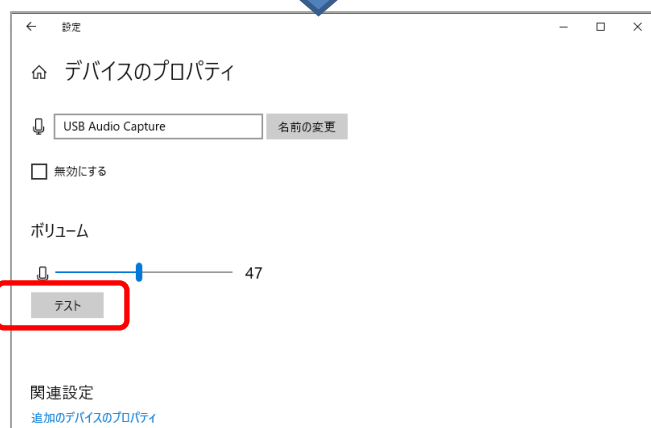 設定
デバイスのプロパティ
USB Audio Capture 名前の変更
無効にする
ボリューム
47
テスト
関連設定
追加のデバイスのプロパティ